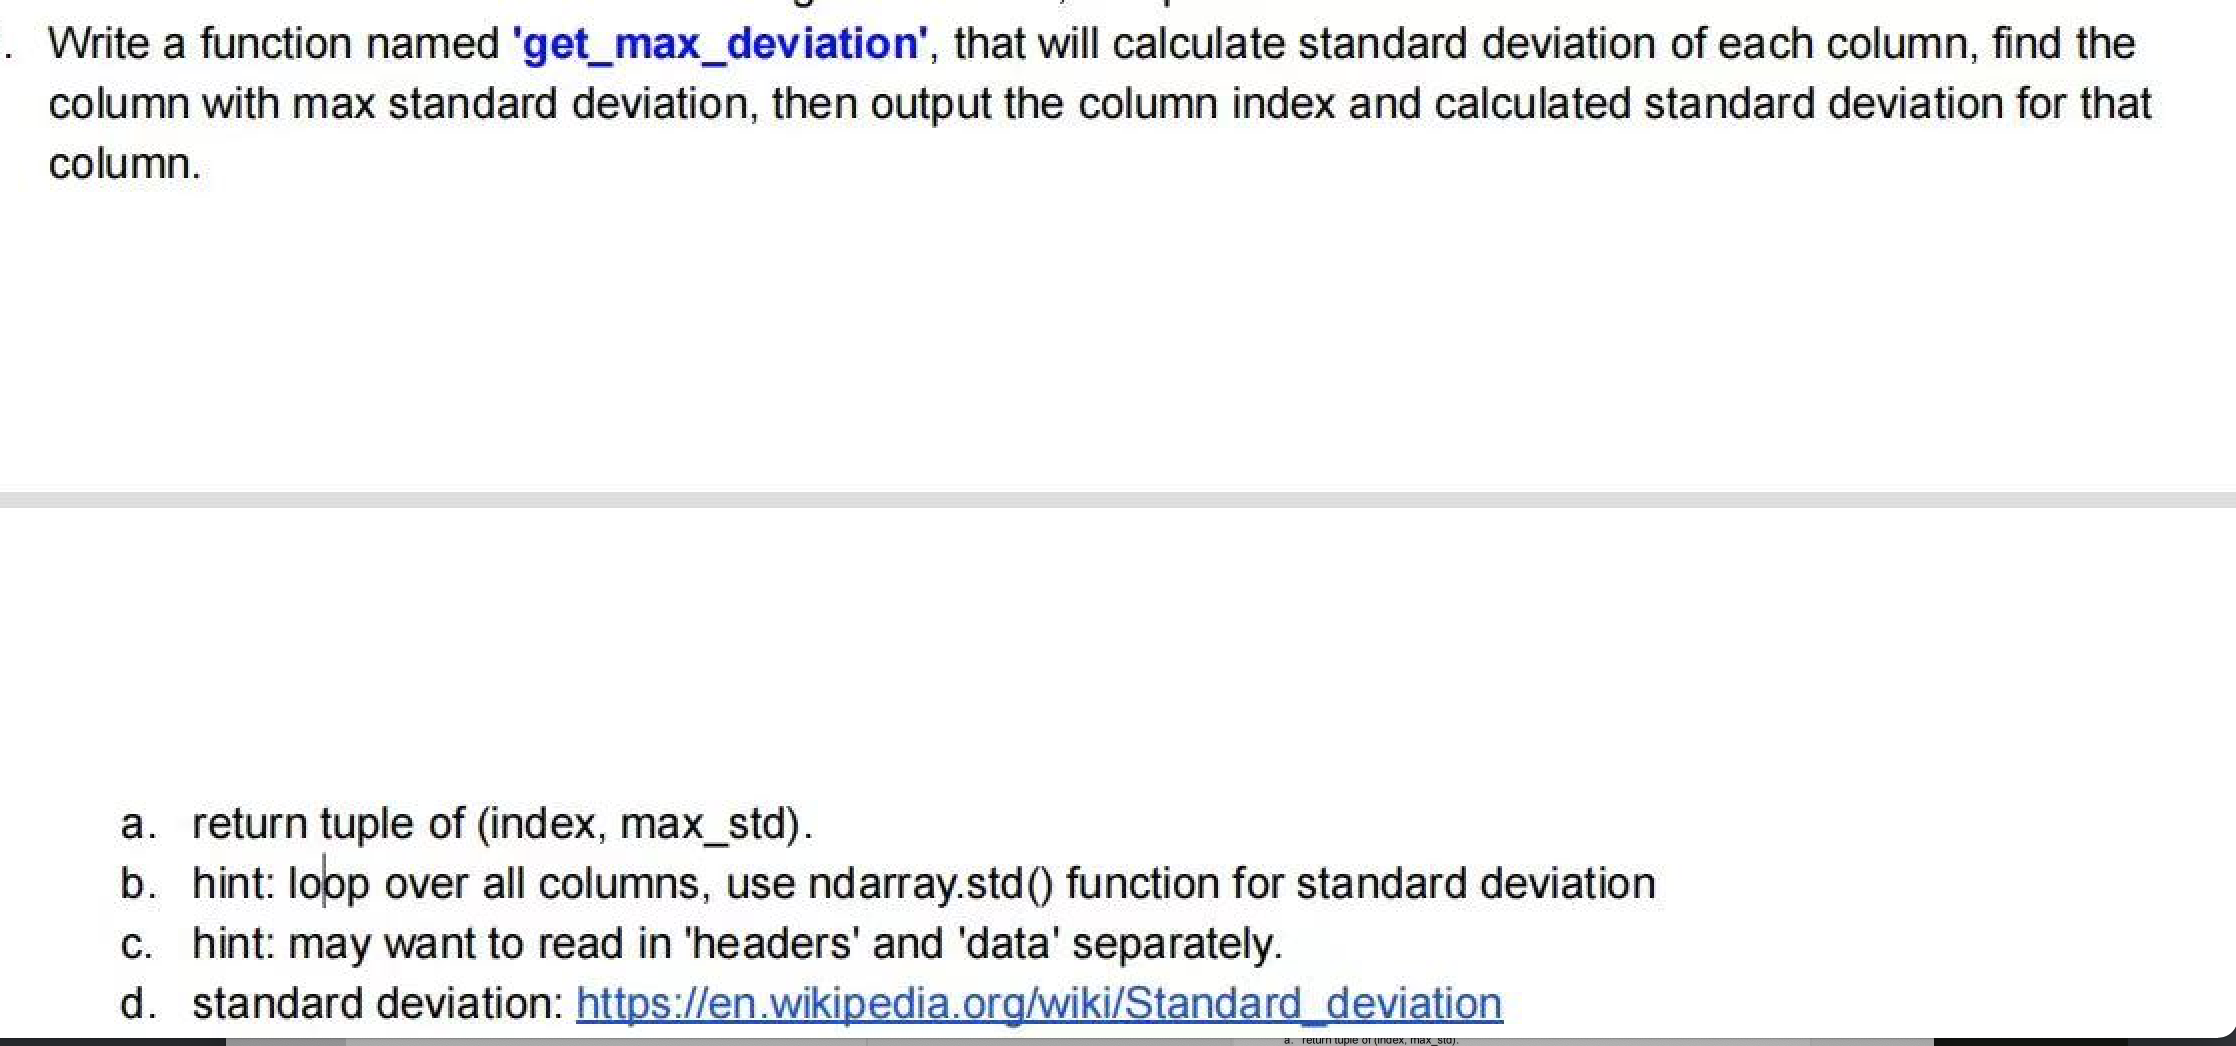 . Write a function named 'get_max_deviation', that will calculate standard deviation of each column, find the
column with max standard deviation, then output the column index and calculated standard deviation for that
column.
a. return tuple of (index, max_std).
b. hint: loop over all columns, use ndarray.std() function for standard deviation
c. hint: may want to read in 'headers' and 'data' separately.
d. standard deviation: https://en.wikipedia.org/wiki/Standard_deviation
a. return tuple of (index, max_std).